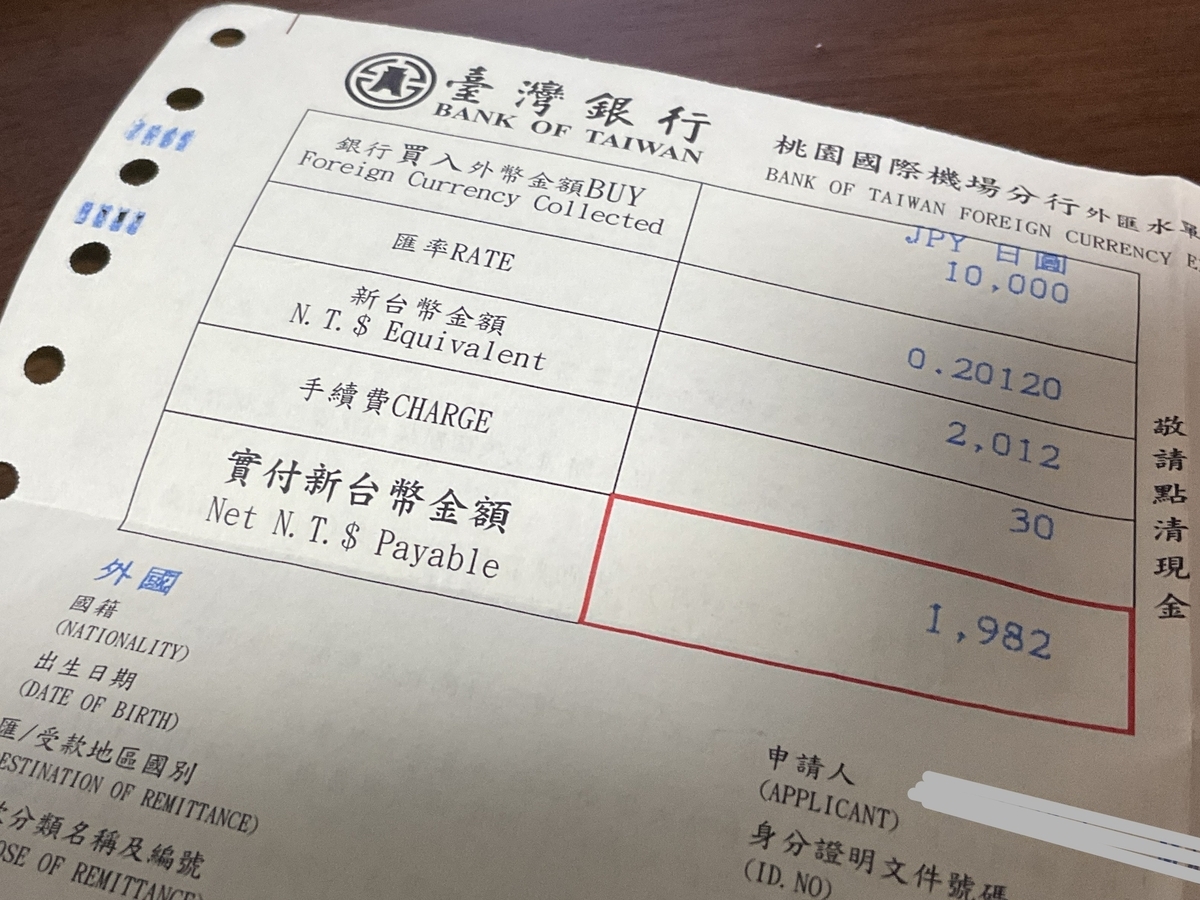 臺灣銀行
BANK OF TAIWAN
桃園國際機場分行外匯水單
BANK OF TAIWAN FOREIGN CURRENCY
銀行買入外幣金額BUY
Foreign Currency Collected
JPY 日圓
10,000
匯率RATE
0.20120
新台幣金額
N.T.$ Equivalent
2,012
手續費CHARGE
30
實付新台幣金額
Net N.T.$ Payable
1,982
敬請點清現金
外國
國籍
(NATIONALITY)
出生日期
(DATE OF BIRTH)
匯/受款地區國別
ESTINATION OF REMITTANCE)
分類名稱及編號
OSE OF REMITTANCE)
申請人
(APPLICANT)
身分證明文件號碼
(ID.NO)